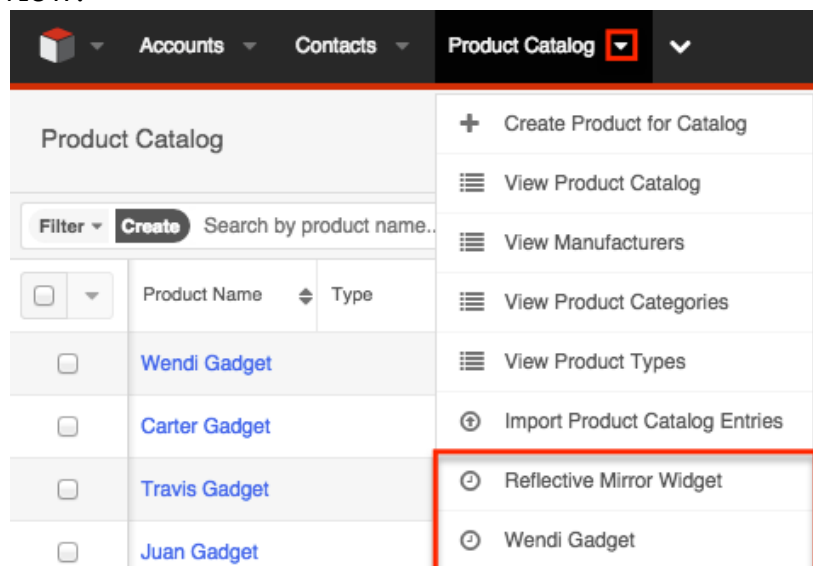 Accounts Contacts Product Catalog
Product Catalog
Create Product for Catalog
View Product Catalog
Filter Create Search by product name..
View Manufacturers
Product Name Type
View Product Categories
Wendi Gadget
View Product Types
Carter Gadget
Import Product Catalog Entries
Travis Gadget
Reflective Mirror Widget
Juan Gadget
Wendi Gadget